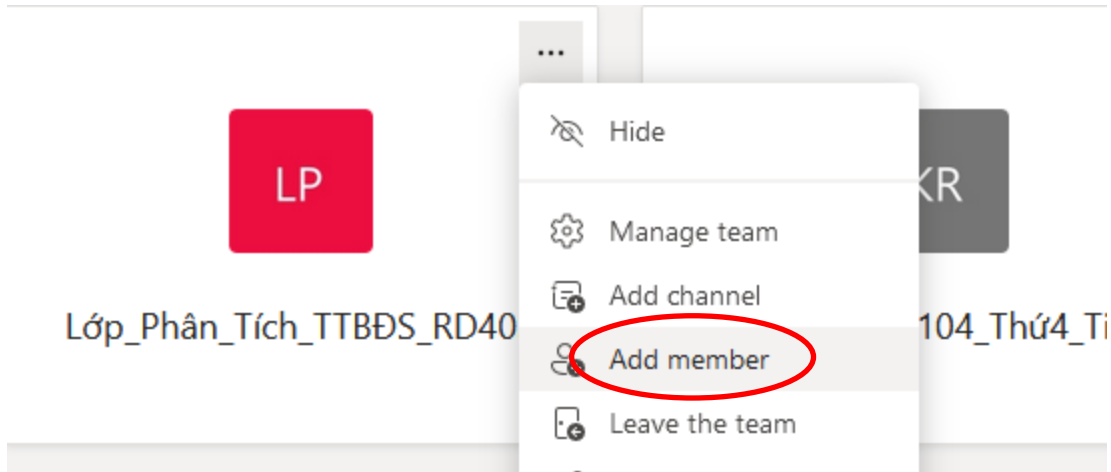 ...
Hide
LP
KR
Manage team
Add channel
Lớp_Phân_Tích_TTBĐS_RD40
104_Thứ4_Ti
Add member
Leave the team